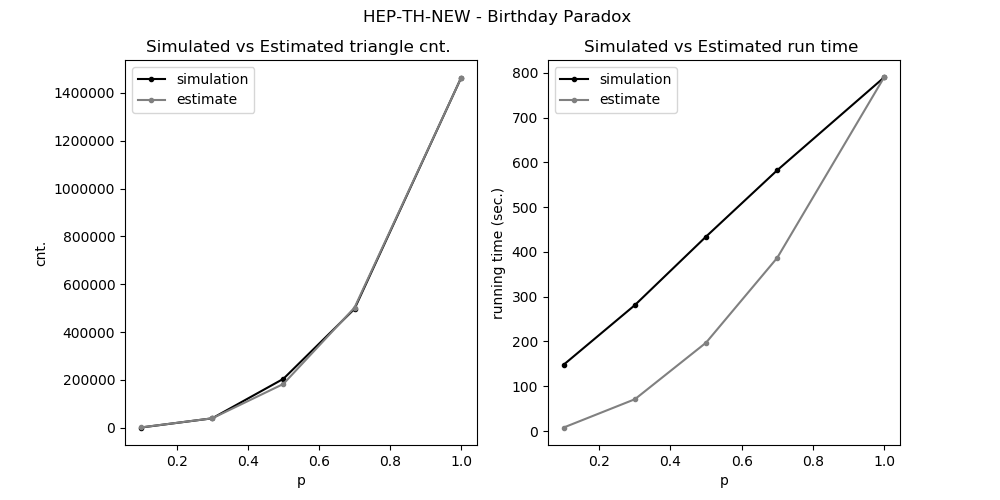 HEP-TH-NEW - Birthday Paradox
Simulated vs Estimated triangle cnt.
simulation
estimate
1400000
1200000
1000000
800000
600000
400000
200000
0
cnt.
0.2 0.4 0.6 0.8 1.0
p
Simulated vs Estimated run time
simulation
estimate
800
700
600
500
400
300
200
100
0
running time (sec.)
0.2 0.4 0.6 0.8 1.0
p